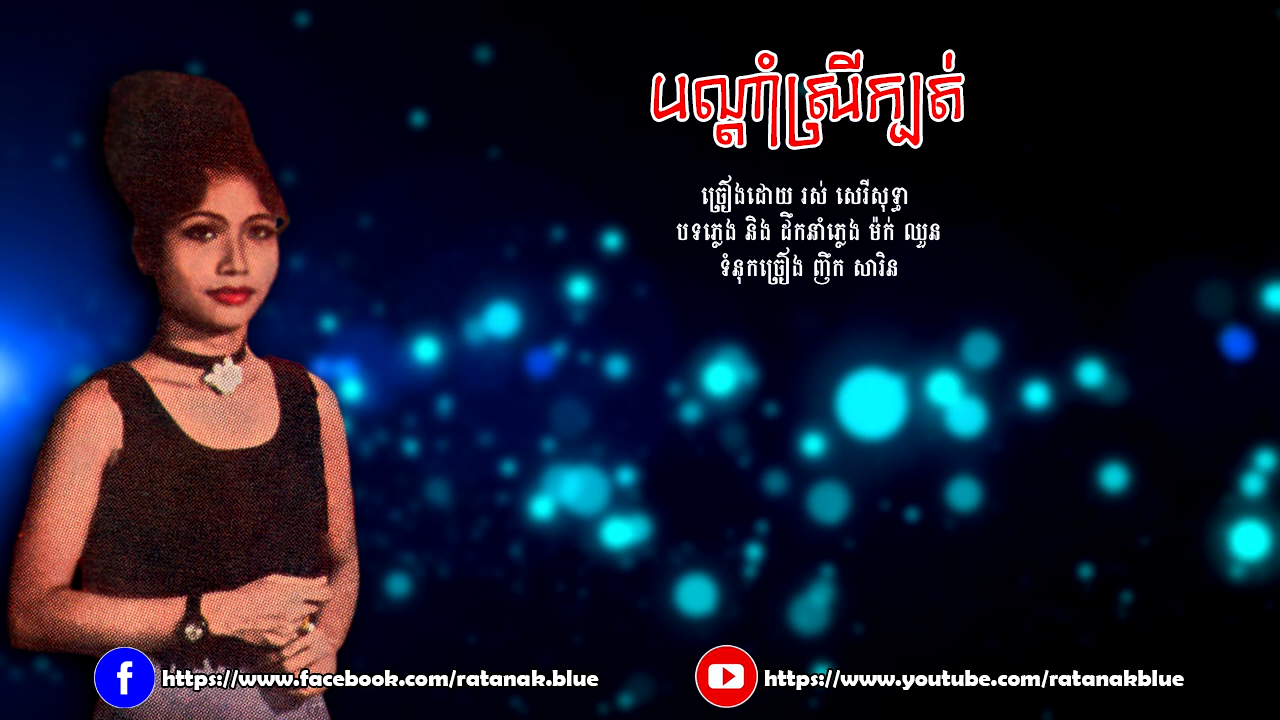 បណ្ដាំស្រីក្បត់
ច្រៀងដោយ រស់ សេរីសុទ្ធា
បទភ្លេង និង ដឹកនាំភ្លេង ម៉ក់ ឈួន
ទំនុកច្រៀង ញឹក សារិន
https://www.facebook.com/ratanak.blue
https://www.youtube.com/ratanakblue